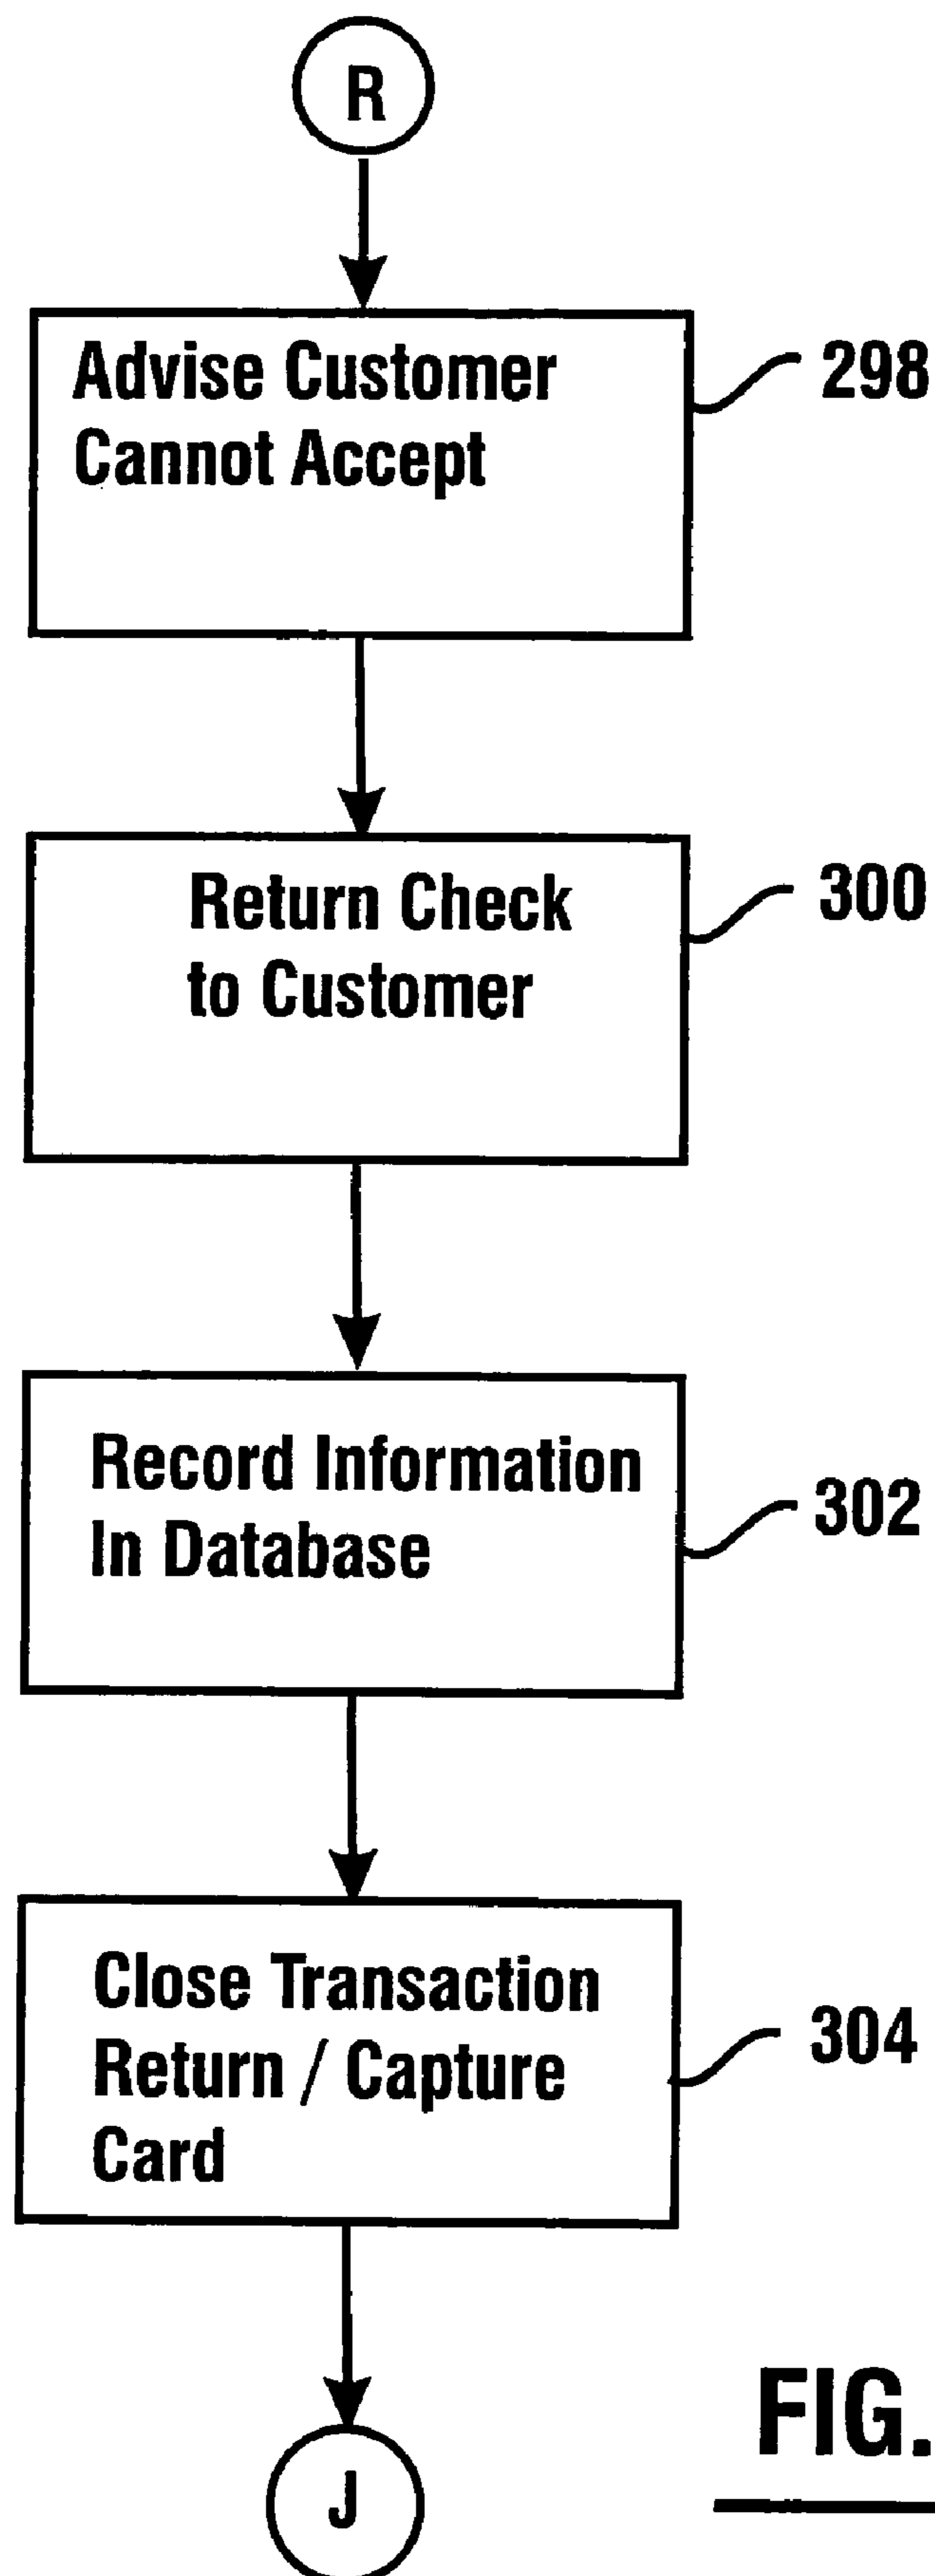 R
Advise Customer
Cannot Accept
298
Return Check
to Customer
300
Record Information
In Database
302
Close Transaction
Return / Capture
Card
304
J
FIG.